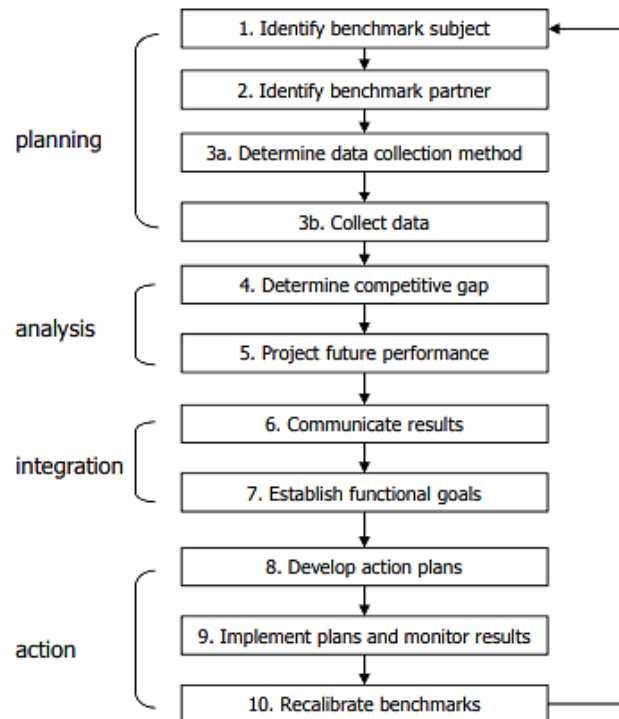 1. Identify benchmark subject
2. Identify benchmark partner
planning
3a. Determine data collection method
3b. Collect data
4. Determine competitive gap
analysis
5. Project future performance
6. Communicate results
integration
7. Establish functional goals
8. Develop action plans
9. Implement plans and monitor results
action
10. Recalibrate benchmarks